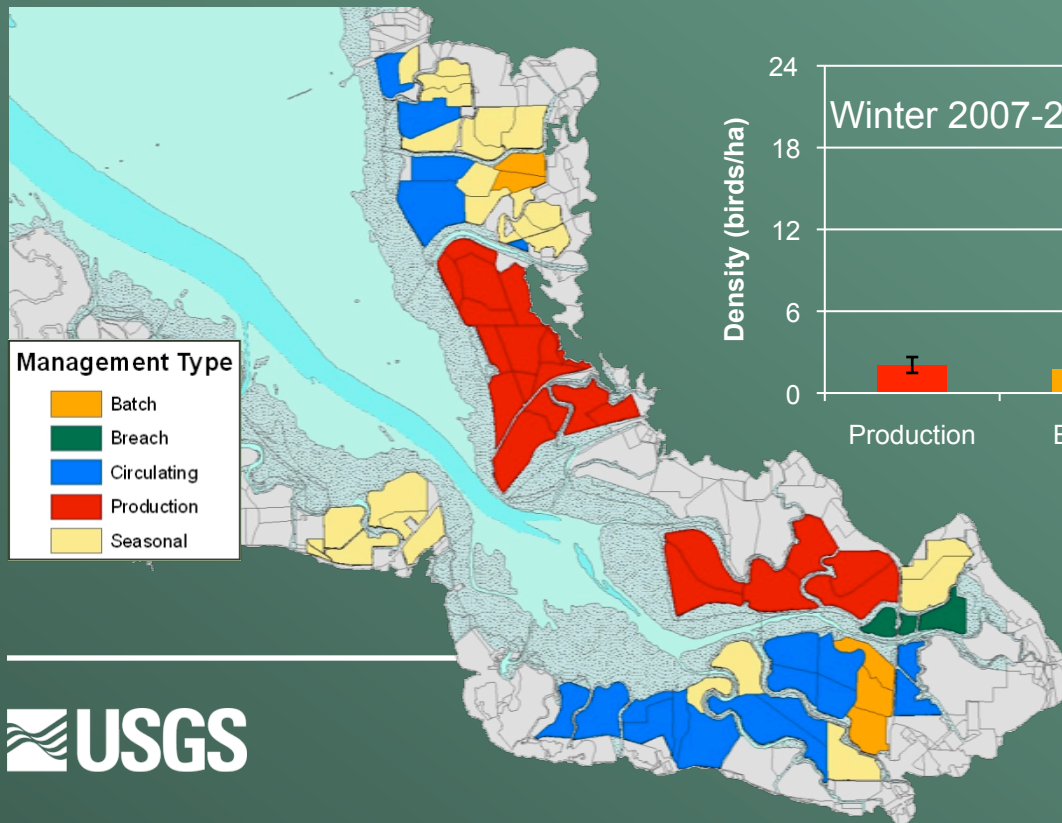 24
Winter 2007-2
18
Density (birds/ha)
12
6
0
Production
Management Type
Batch
Breach
Circulating
Production
Seasonal
USGS